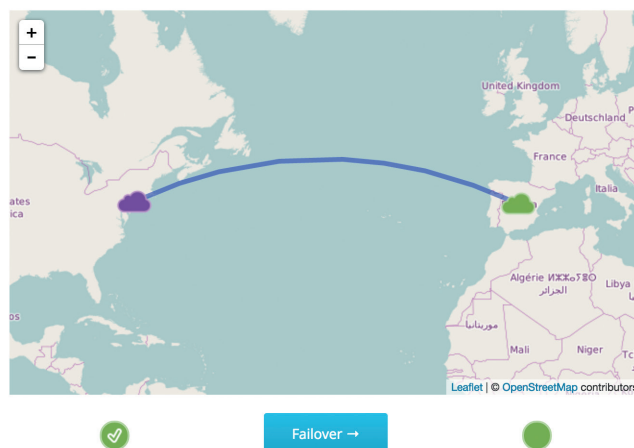 +
−
United Kingdom
Deutschland
France
Italia
ates
ica
Algérie ⵍⵣⵣⴰⵢⴻⵔ الجزائر
Libya
os
موريتانيا
Mali
Niger
Leaflet | © OpenStreetMap contributors
Failover →